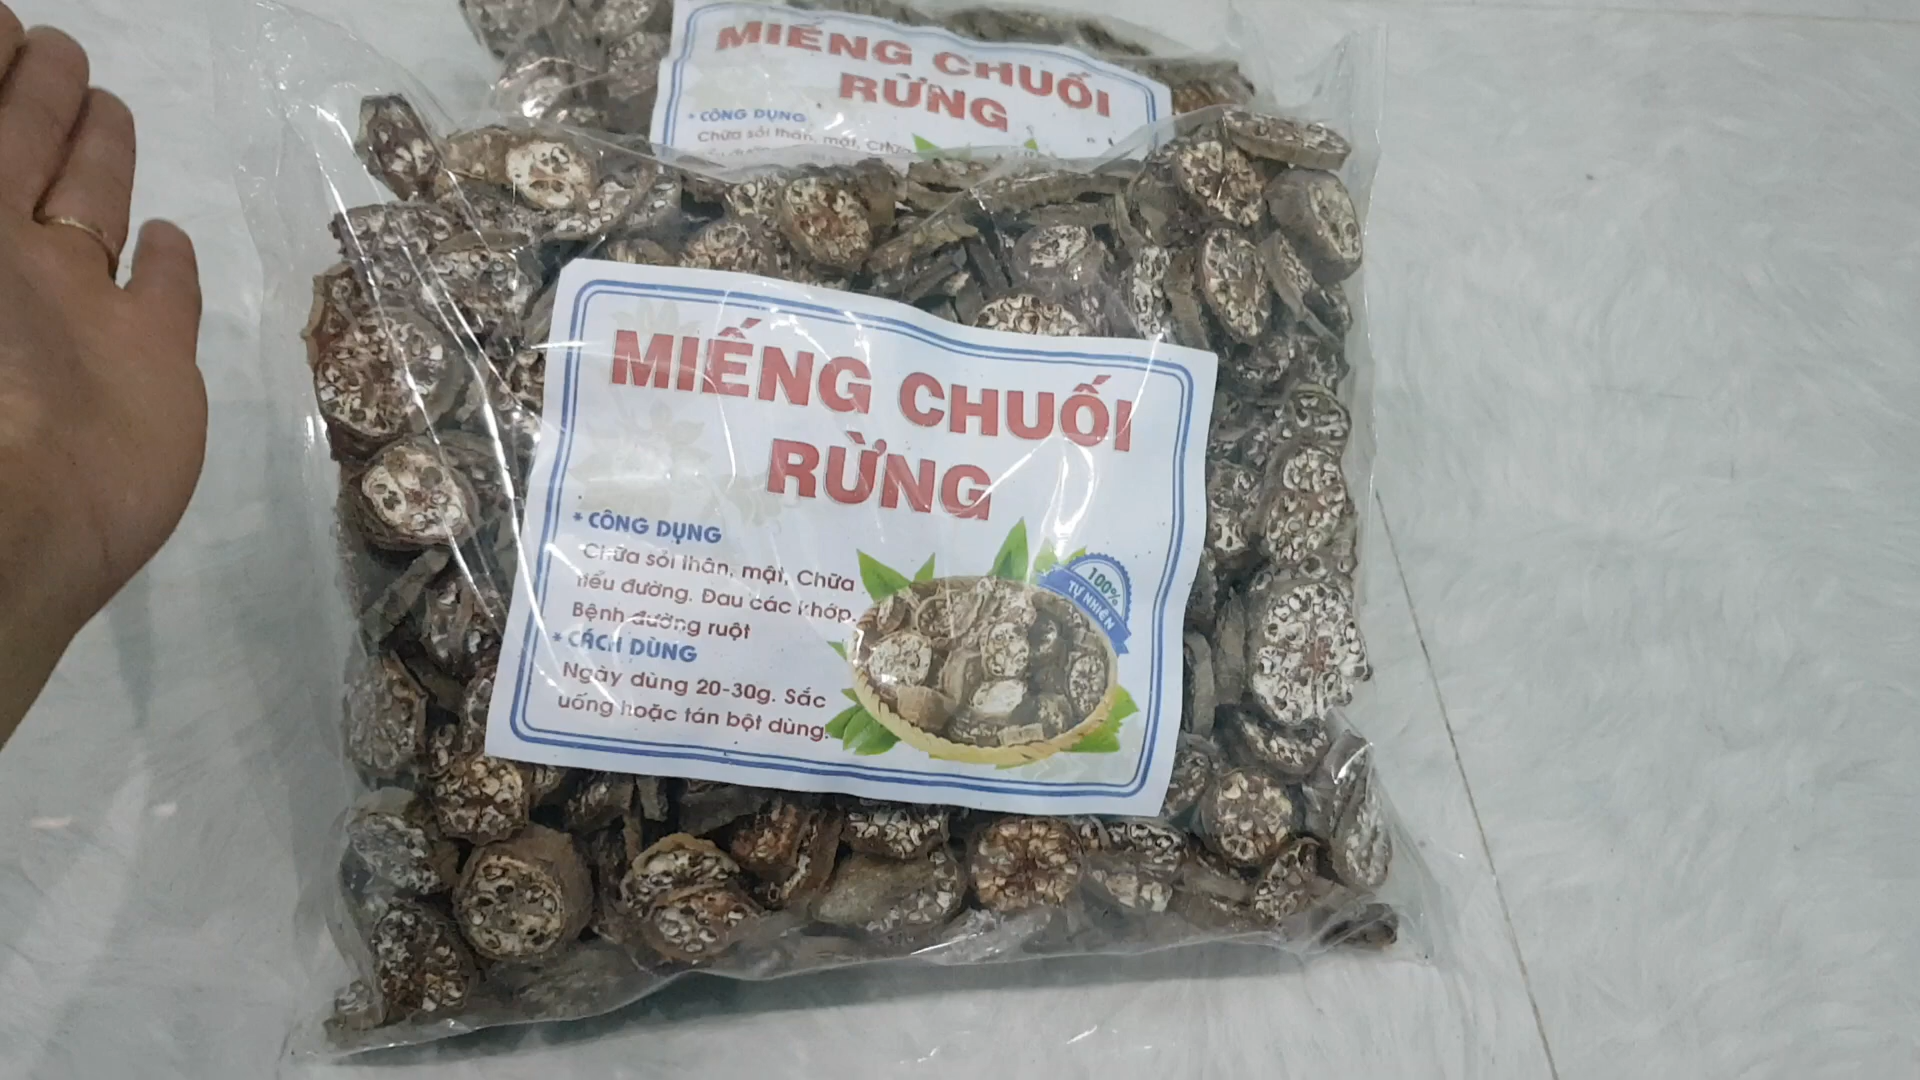 MIẾNG CHUỐI
RỪNG
* CÔNG DỤNG
Chữa sỏi thân, mật, Chữa
MIẾNG CHUỐI
RỪNG
* CÔNG DỤNG
Chữa sỏi thân, mật, Chữa
tiểu đường. Đau các khớp.
Bệnh đường ruột
* CÁCH DÙNG
Ngày dùng 20-30g. Sắc
uống hoặc tán bột dùng.
100%
TỰ NHIÊN